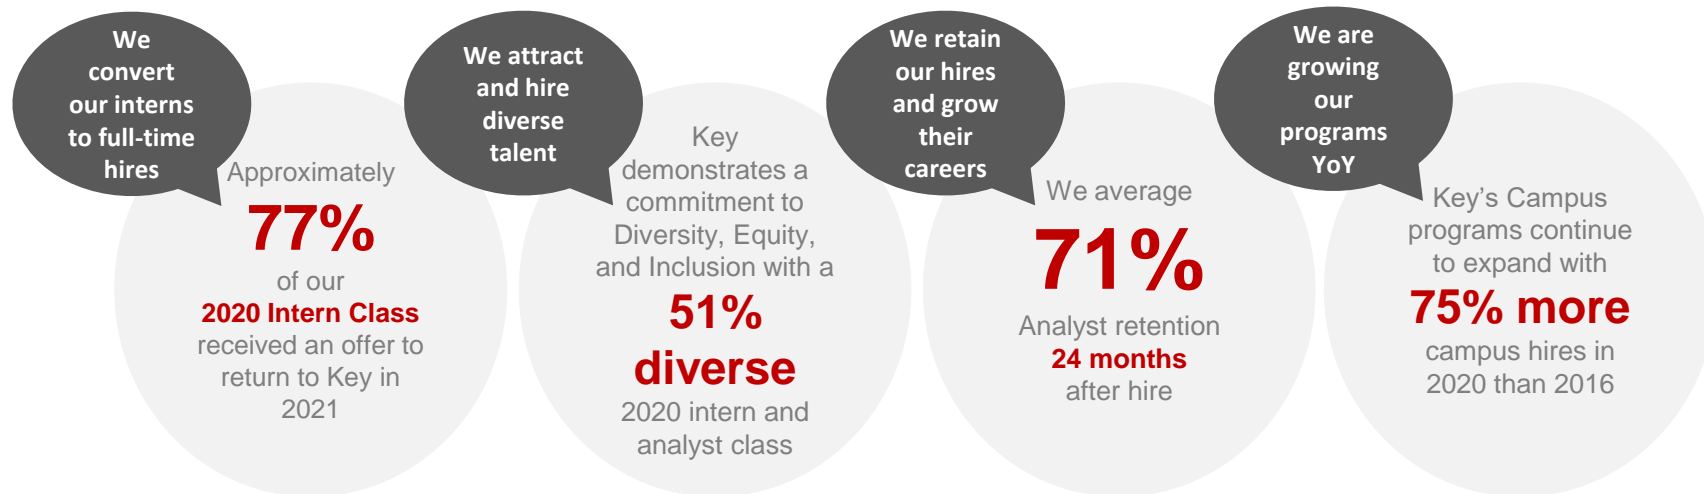 We
convert
our interns
to full-time
hires
Approximately
77%
of our
2020 Intern Class
received an offer to
return to Key in
2021
We attract
and hire
diverse
talent
Key
demonstrates a
commitment to
Diversity, Equity,
and Inclusion with a
51%
diverse
2020 intern and
analyst class
We retain
our hires
and grow
their
careers
We average
71%
Analyst retention
24 months
after hire
We are
growing
our
programs
YoY
Key’s Campus
programs continue
to expand with
75% more
campus hires in
2020 than 2016